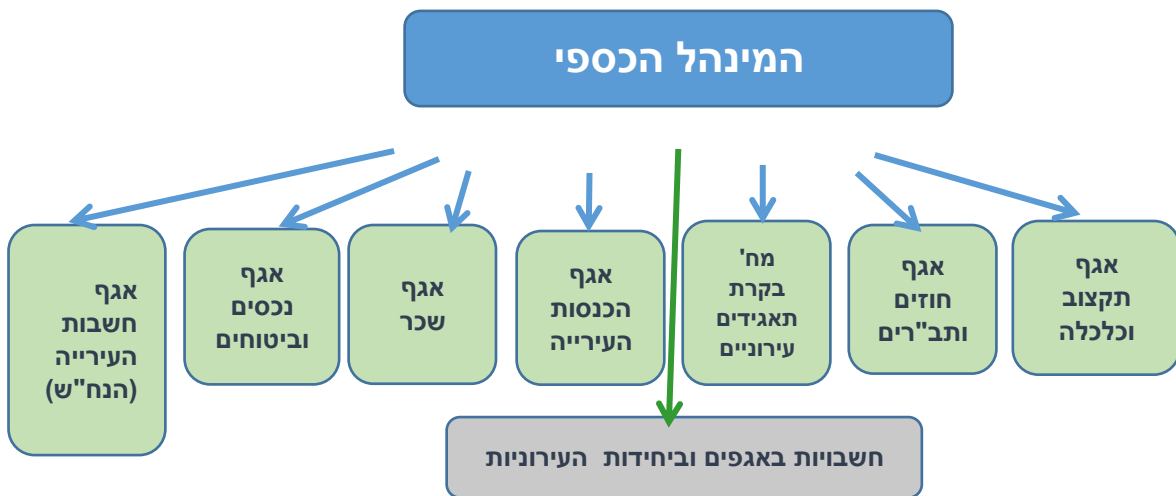 המינהל הכספי
אגף
תקצוב
וכלכלה
אגף
חוזים
ותב"רים
מח'
בקרת
תאגידים
עירוניים
אגף
הכנסות
העירייה
אגף
שכר
אגף
נכסים
וביטוחים
אגף
חשבות
העירייה
(הנח"ש)
חשבויות באגפים וביחידות העירוניות